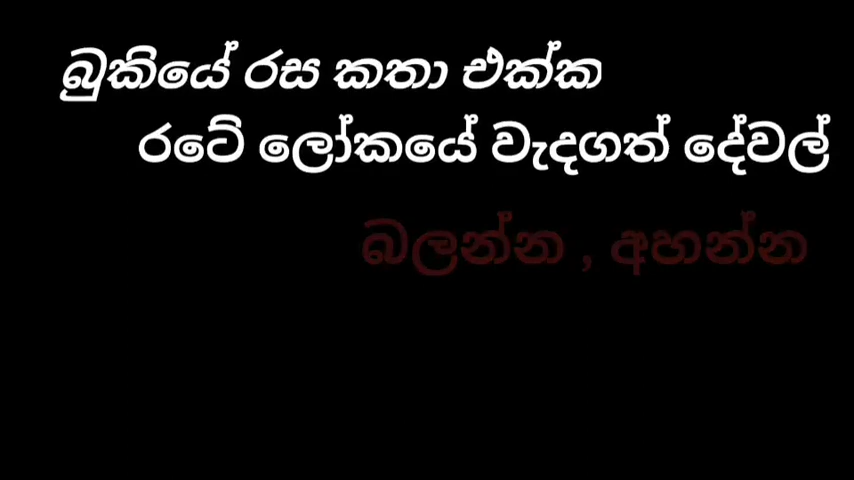 බුකියේ රස කතා එක්ක
රටේ ලෝකයේ වැදගත් දේවල්
බලන්න , අහන්න